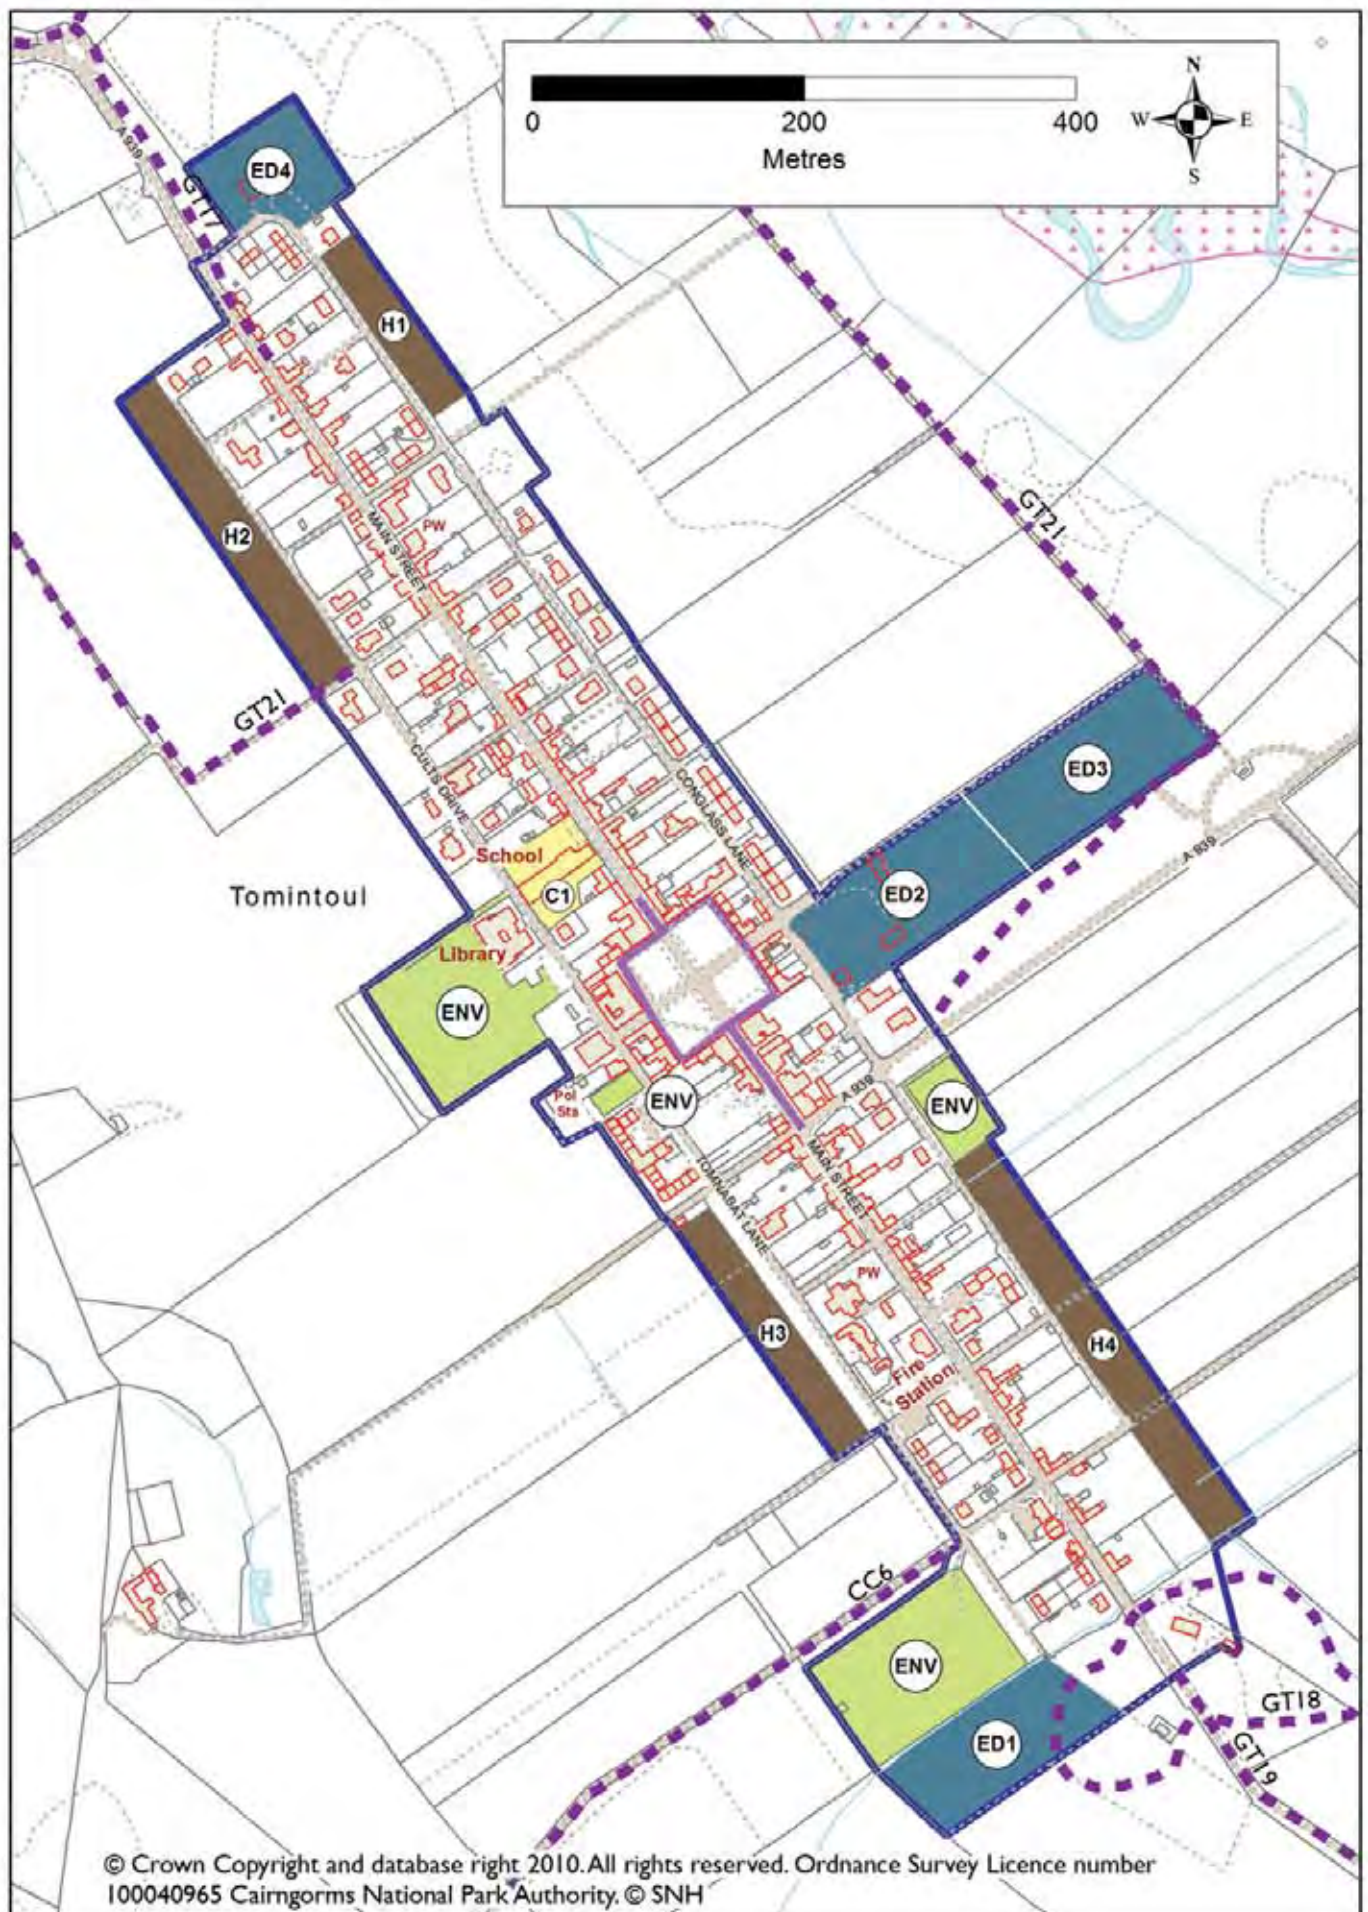 0
200
400
Metres
N
W
E
S
A 939
GT17
ED4
H1
H2
MAIN STREET
PW
GT21
GT21
CULTS DRIVE
CONGLASS LANE
ED3
ED2
A 939
School
C1
Tomintoul
Library
ENV
Pol
Sta
ENV
A 939
ENV
TOMNABAT LANE
MAIN STREET
PW
H3
H4
Fire
Station
CC6
ENV
ED1
GT18
GT19
© Crown Copyright and database right 2010. All rights reserved. Ordnance Survey Licence number
100040965 Cairngorms National Park Authority. © SNH